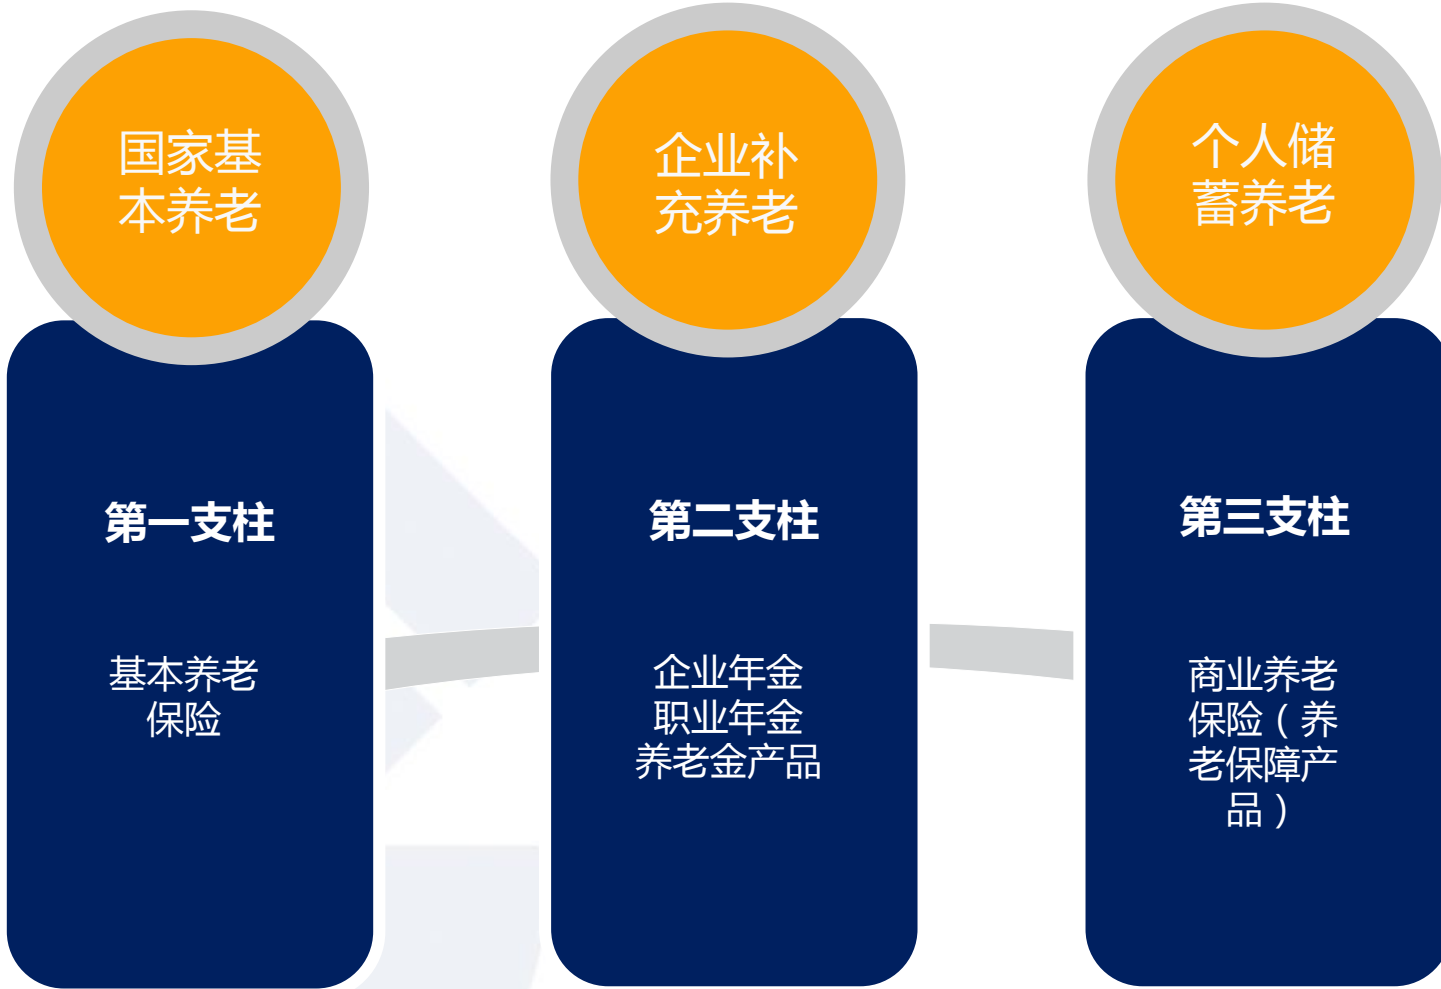 国家基
本养老
第一支柱
基本养老
保险
企业补
充养老
第二支柱
企业年金
职业年金
养老金产品
个人储
蓄养老
第三支柱
商业养老
保险（养
老保障产
品）